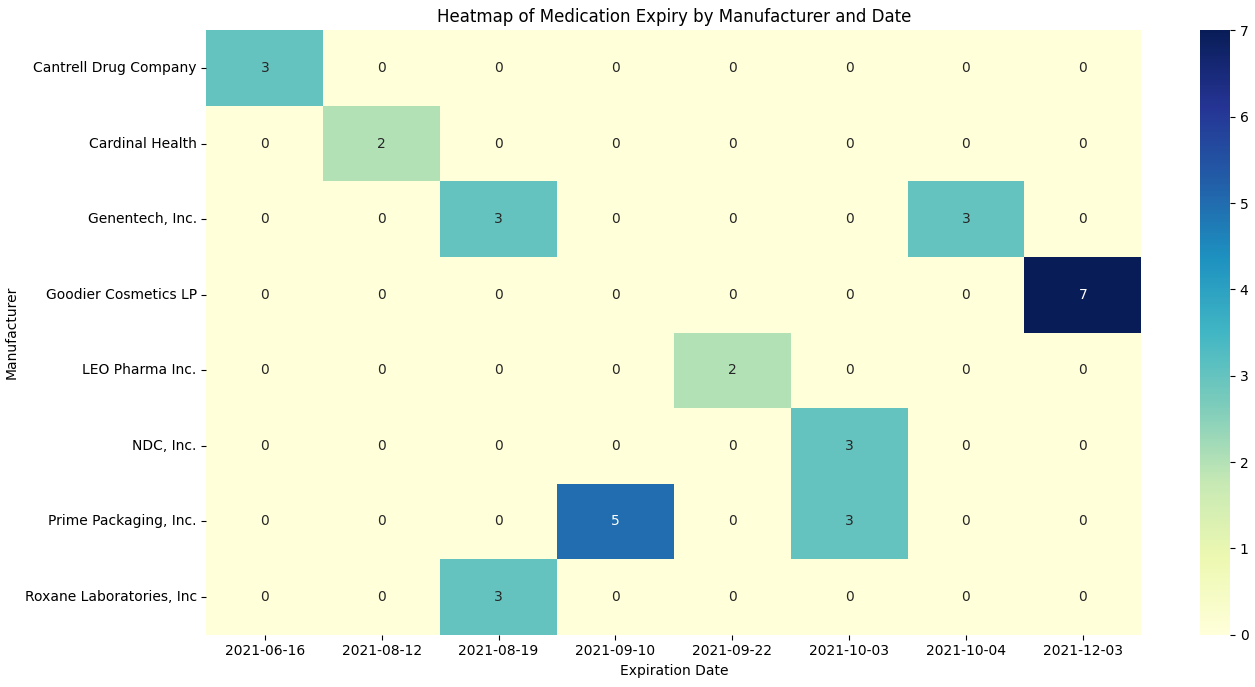 Heatmap of Medication Expiry by Manufacturer and Date
Manufacturer
Cantrell Drug Company 3 0 0 0 0 0 0 0
Cardinal Health 0 2 0 0 0 0 0 0
Genentech, Inc. 0 0 3 0 0 0 3 0
Goodier Cosmetics LP 0 0 0 0 0 0 0 7
LEO Pharma Inc. 0 0 0 0 2 0 0 0
NDC, Inc. 0 0 0 0 0 3 0 0
Prime Packaging, Inc. 0 0 0 5 0 3 0 0
Roxane Laboratories, Inc 0 0 3 0 0 0 0 0
2021-06-16 2021-08-12 2021-08-19 2021-09-10 2021-09-22 2021-10-03 2021-10-04 2021-12-03
Expiration Date
7
6
5
4
3
2
1
0